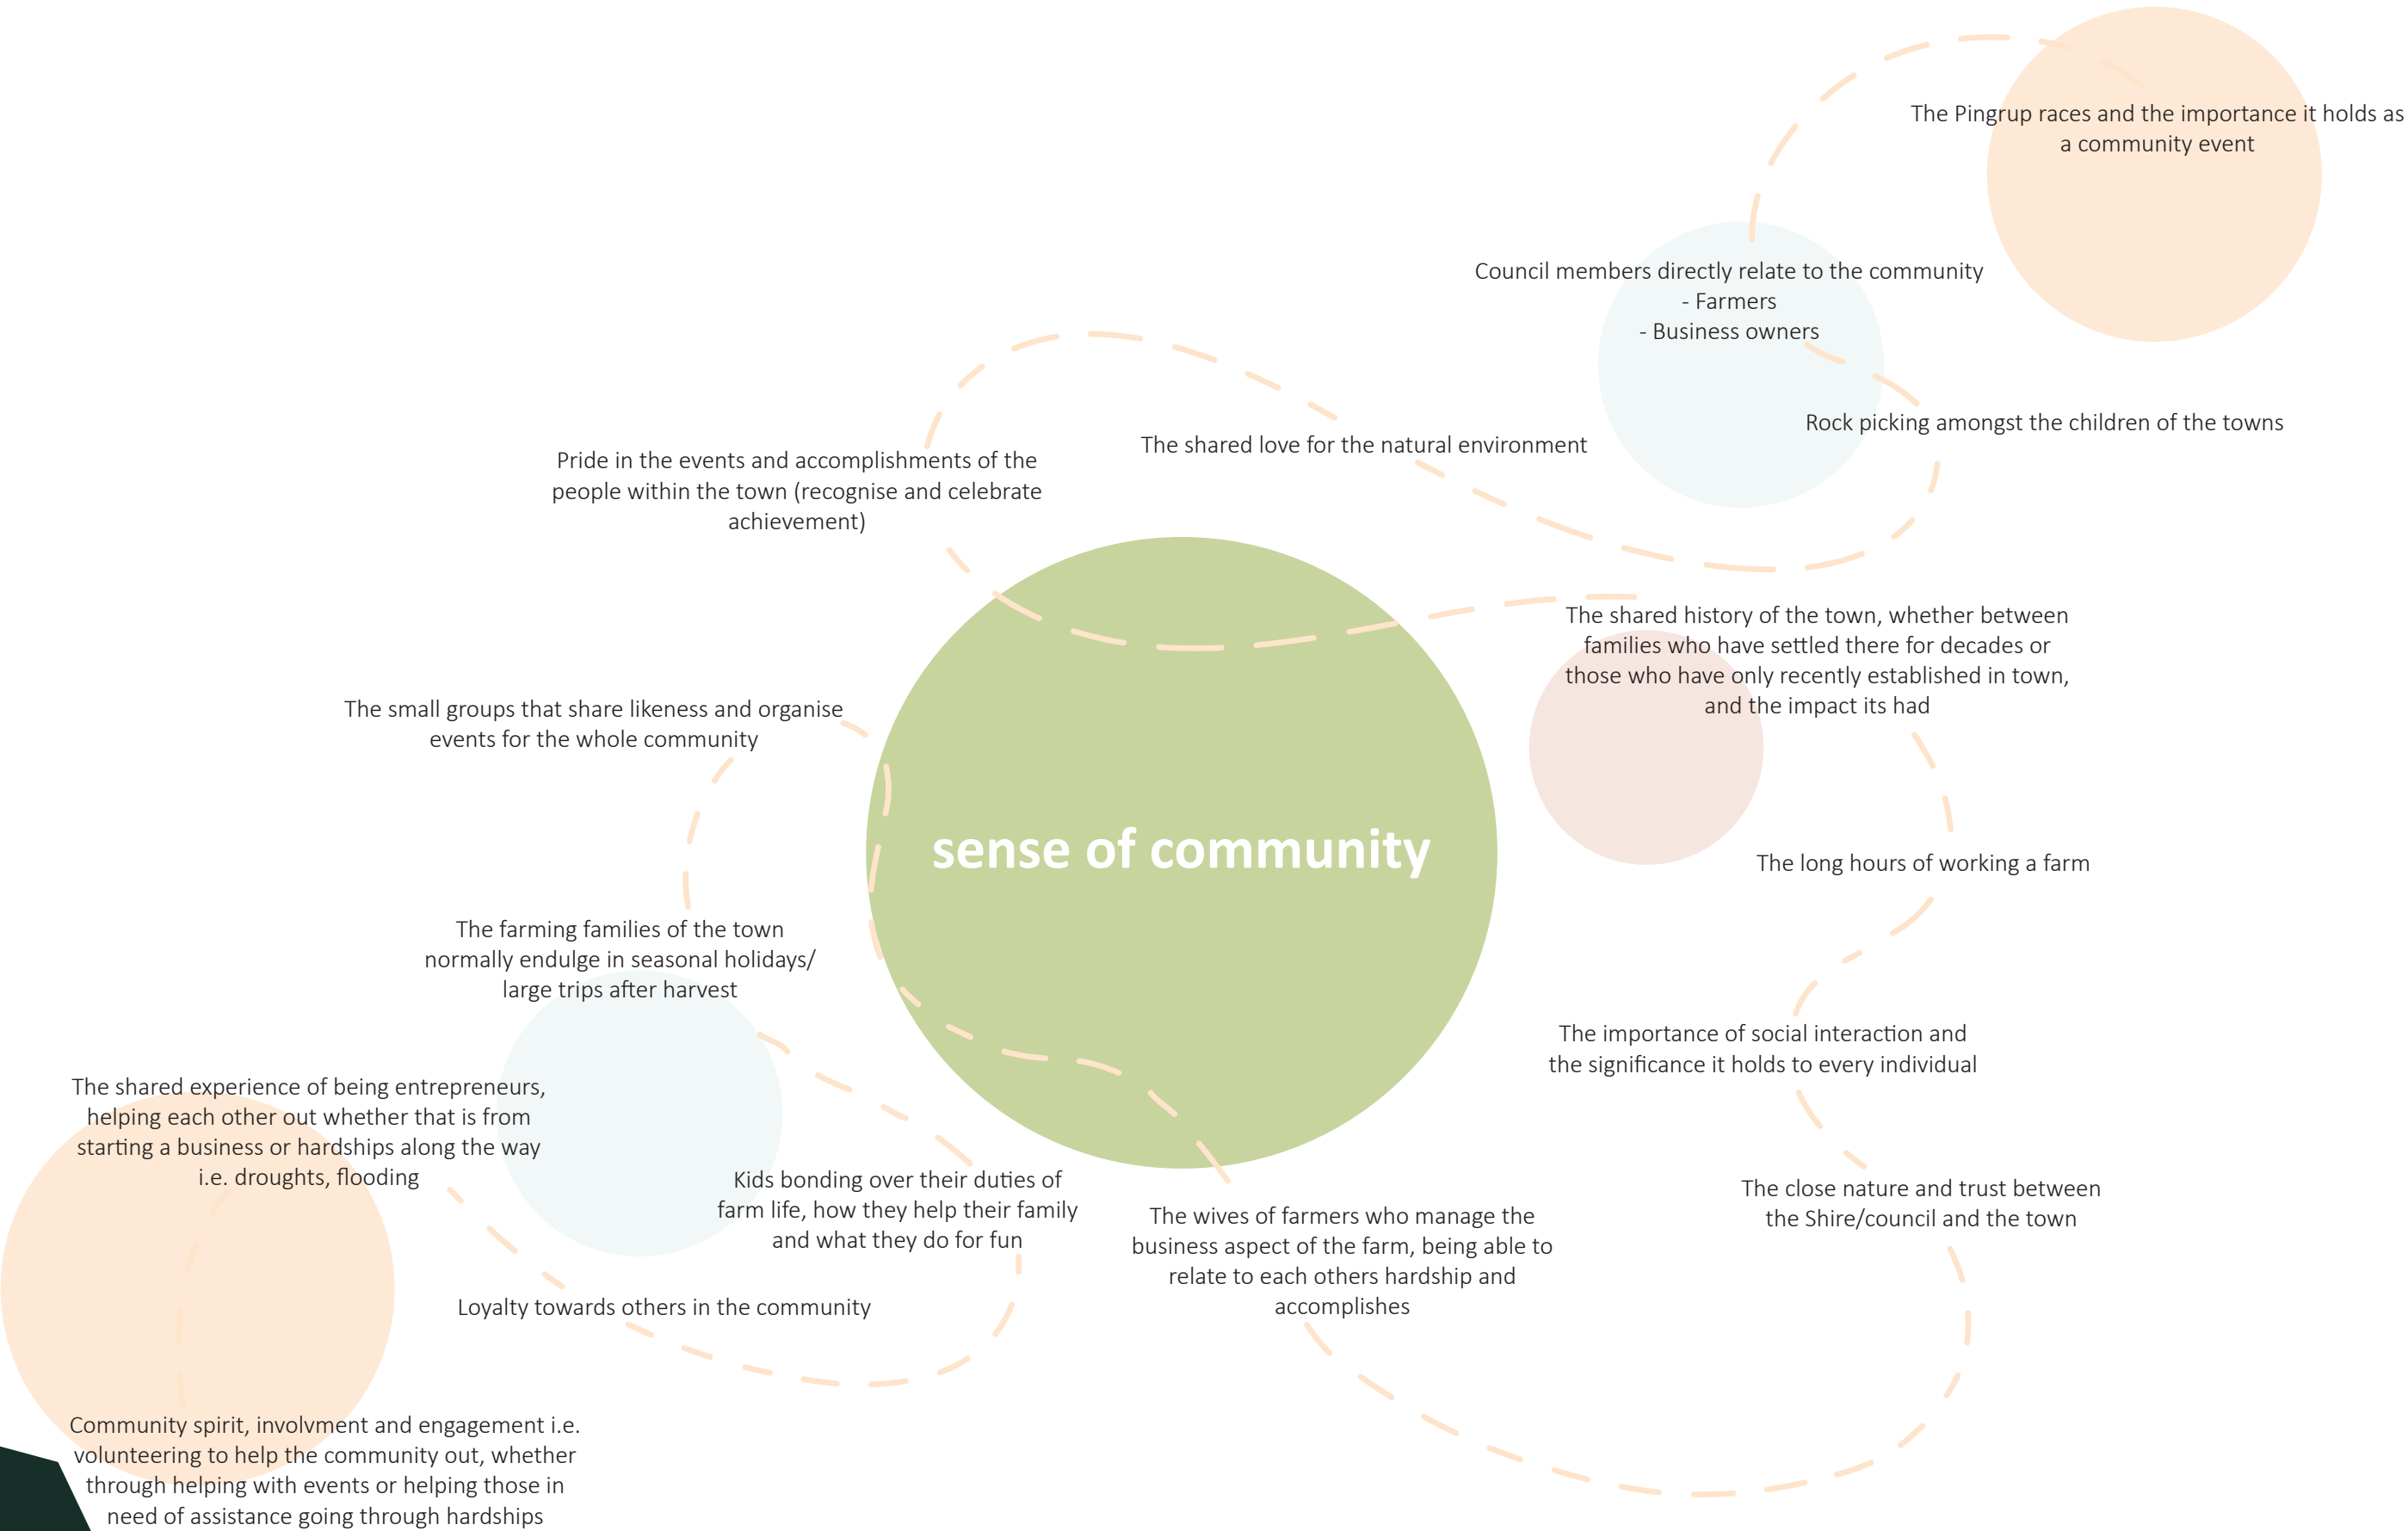 The Pingrup races and the importance it holds as
a community event
Council members directly relate to the community
- Farmers
- Business owners
Rock picking amongst the children of the towns
The shared love for the natural environment
Pride in the events and accomplishments of the
people within the town (recognise and celebrate
achievement)
The shared history of the town, whether between
families who have settled there for decades or
those who have only recently established in town,
and the impact its had
The small groups that share likeness and organise
events for the whole community
sense of community
The long hours of working a farm
The farming families of the town
normally endulge in seasonal holidays/
large trips after harvest
The importance of social interaction and
the significance it holds to every individual
The shared experience of being entrepreneurs,
helping each other out whether that is from
starting a business or hardships along the way
i.e. droughts, flooding
Kids bonding over their duties of
farm life, how they help their family
and what they do for fun
The wives of farmers who manage the
business aspect of the farm, being able to
relate to each others hardship and
accomplishes
The close nature and trust between
the Shire/council and the town
Loyalty towards others in the community
Community spirit, involvment and engagement i.e.
volunteering to help the community out, whether
through helping with events or helping those in
need of assistance going through hardships